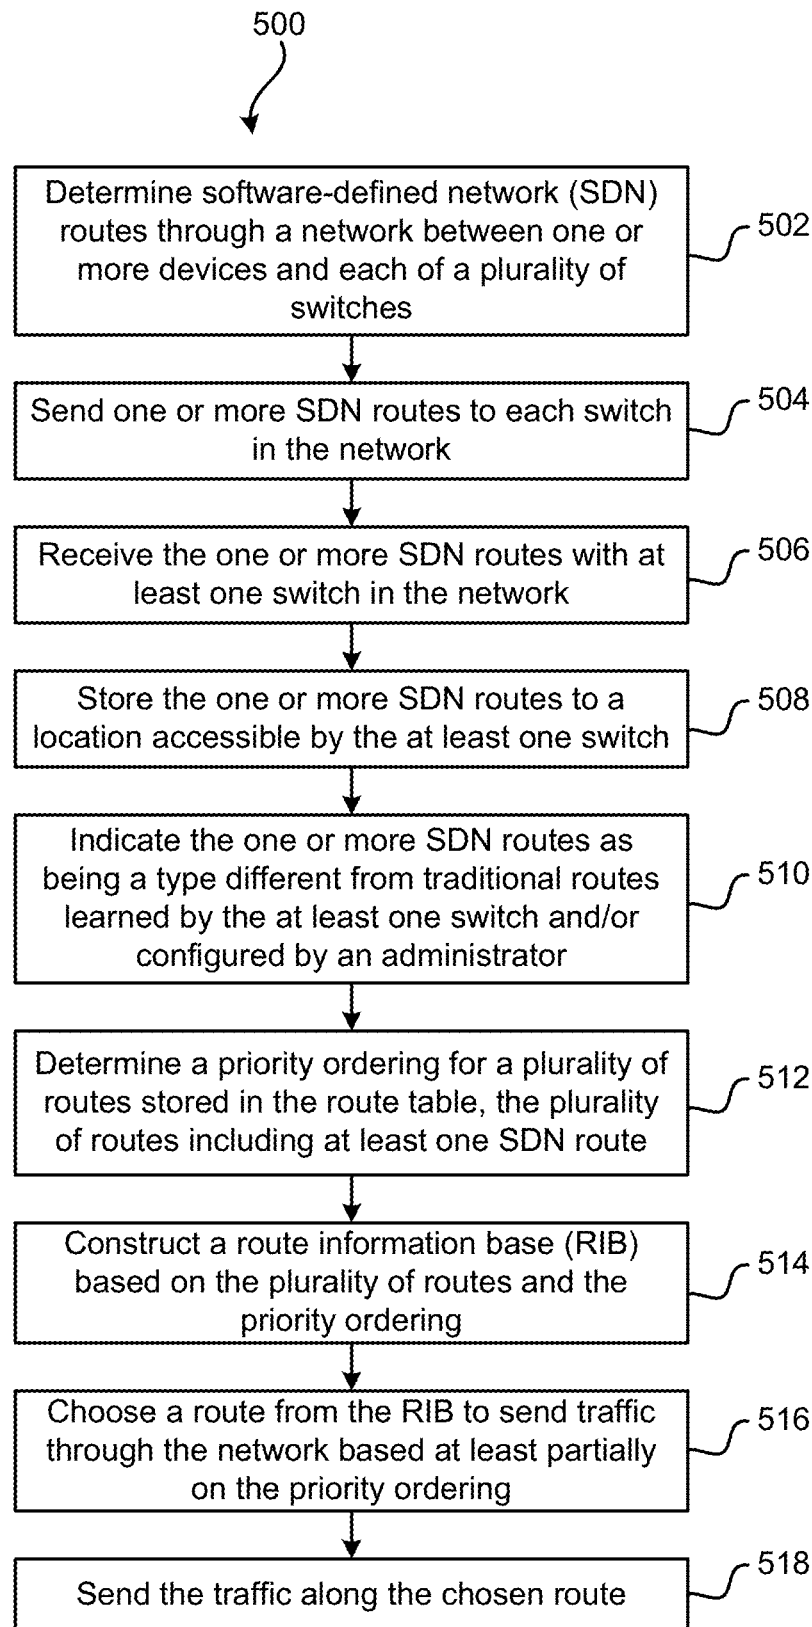 500
Determine software-defined network (SDN)
routes through a network between one or
more devices and each of a plurality of
switches
502
Send one or more SDN routes to each switch
in the network
504
Receive the one or more SDN routes with at
least one switch in the network
506
Store the one or more SDN routes to a
location accessible by the at least one switch
508
Indicate the one or more SDN routes as
being a type different from traditional routes
learned by the at least one switch and/or
configured by an administrator
510
Determine a priority ordering for a plurality of
routes stored in the route table, the plurality
of routes including at least one SDN route
512
Construct a route information base (RIB)
based on the plurality of routes and the
priority ordering
514
Choose a route from the RIB to send traffic
through the network based at least partially
on the priority ordering
516
Send the traffic along the chosen route
518